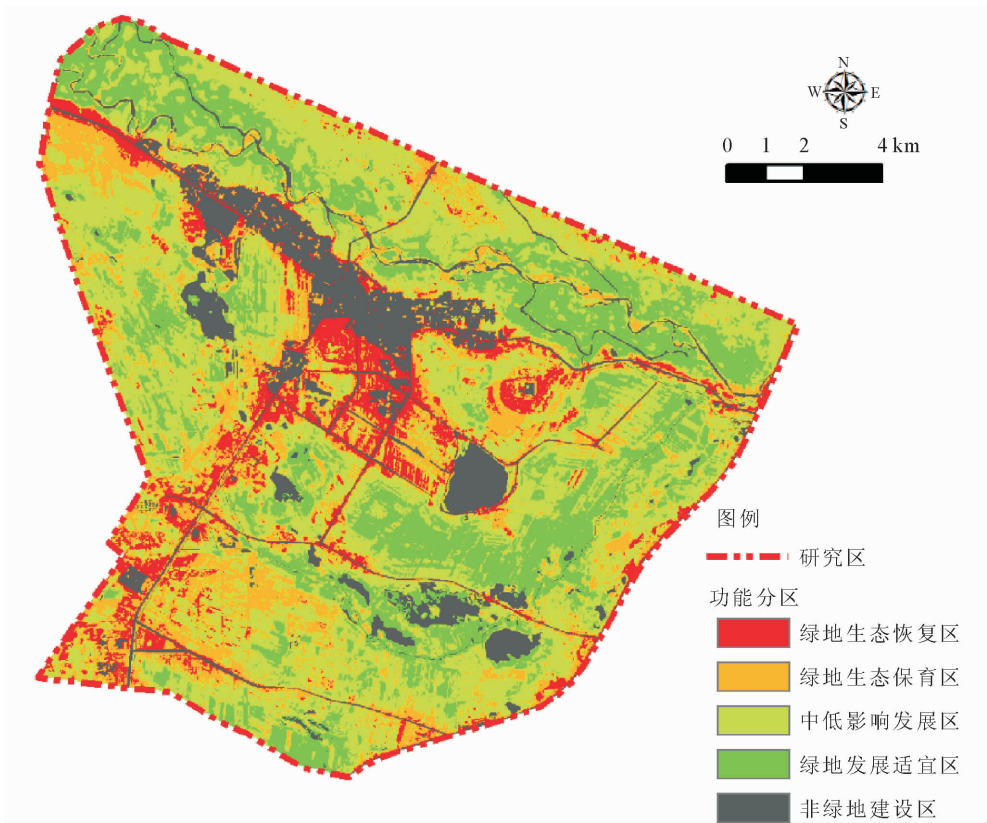 N
W E
S
0 1 2 4 km
图例
研究区
功能分区
绿地生态恢复区
绿地生态保育区
中低影响发展区
绿地发展适宜区
非绿地建设区